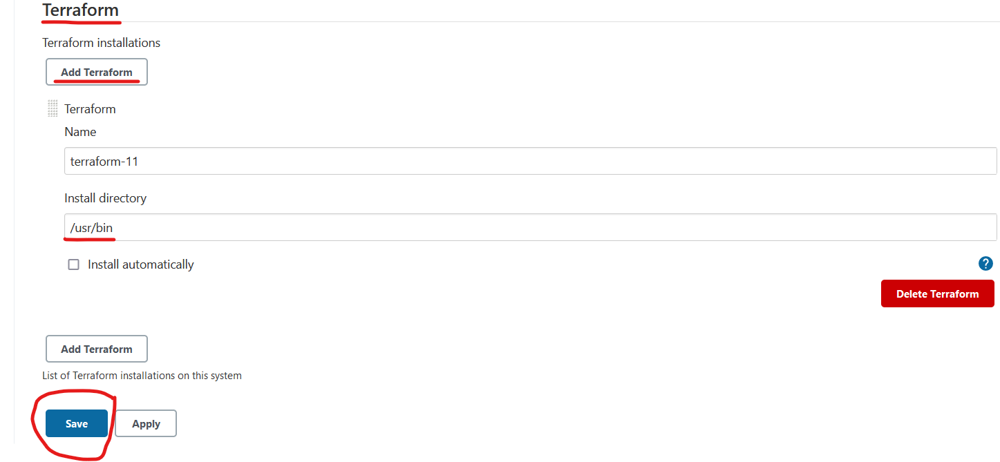 Terraform
Terraform installations
Add Terraform
Terraform
Name
terraform-11
Install directory
/usr/bin
Install automatically
?
Delete Terraform
Add Terraform
List of Terraform installations on this system
Save Apply